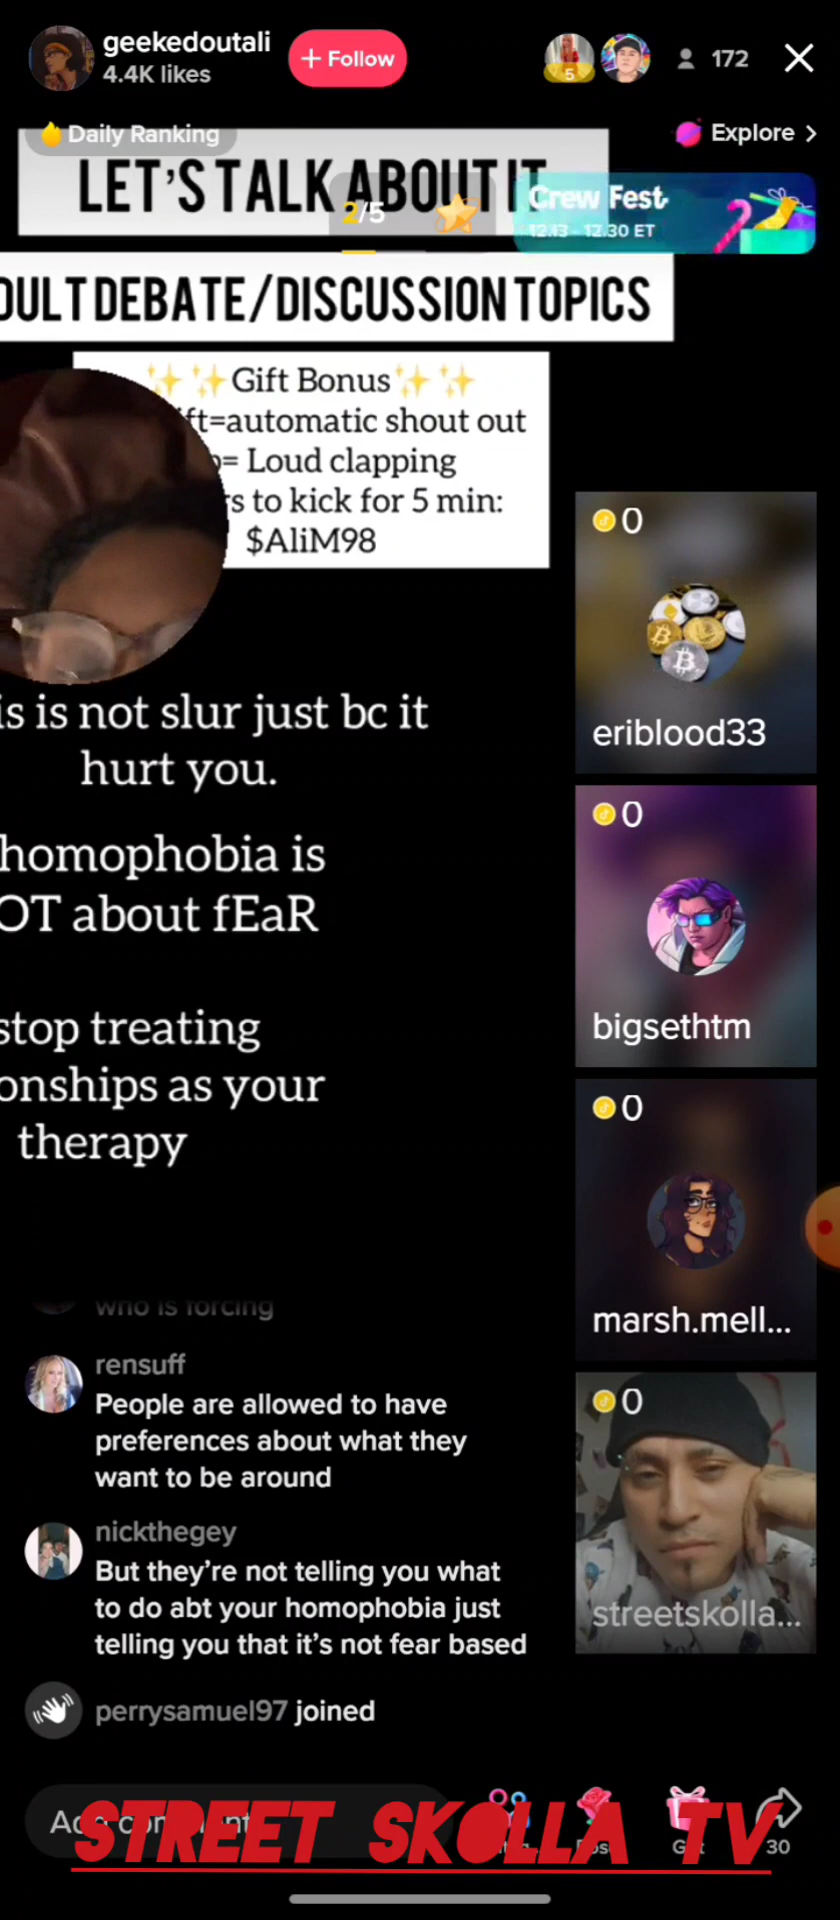 geekedoutali
4.4K likes
+ Follow
5
172
Daily Ranking
Explore >
LET'S TALK ABOUT IT
2/5
Crew Fest
12.13 - 12.30 ET
DULT DEBATE/DISCUSSION TOPICS
✨✨Gift Bonus✨✨
ft=automatic shout out
= Loud clapping
rs to kick for 5 min:
$AliM98
0
eriblood33
is is not slur just bc it
hurt you.
0
bigsethtm
homophobia is
OT about fEaR
stop treating
onships as your
therapy
0
marsh.mell...
who is forcing
rensuff
People are allowed to have
preferences about what they
want to be around
0
streetskolla...
nickthegey
But they're not telling you what
to do abt your homophobia just
telling you that it's not fear based
perrysamuel97 joined
STREET SKOLLA TV
30